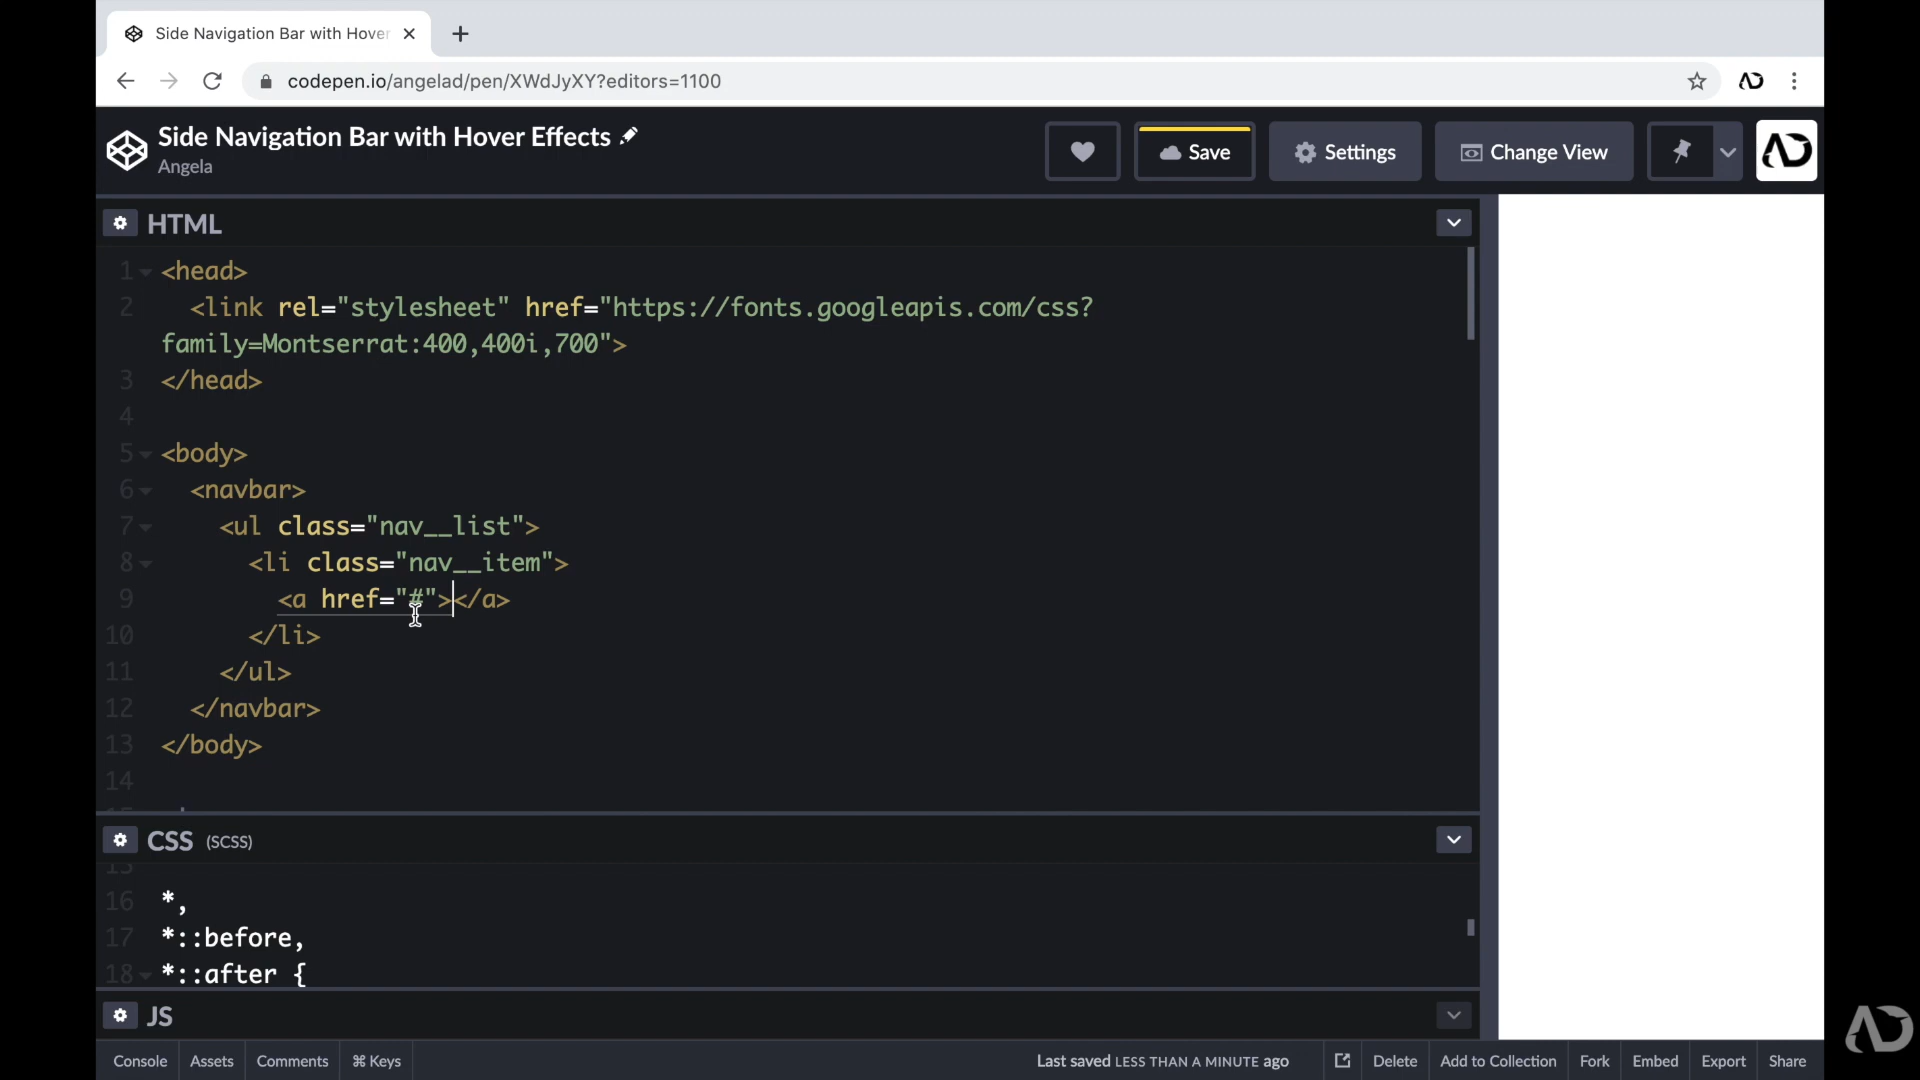 Side Navigation Bar with Hover
codepen.io/angelad/pen/XWdJyXY?editors=1100
Side Navigation Bar with Hover Effects
Angela
Save
Settings
Change View
HTML
1 <head>
2 <link rel="stylesheet" href="https://fonts.googleapis.com/css?
family=Montserrat:400,400i,700">
3 </head>
4
5 <body>
6 <navbar>
7 <ul class="nav__list">
8 <li class="nav__item">
9 <a href="#"></a>
10 </li>
11 </ul>
12 </navbar>
13 </body>
14
CSS (SCSS)
15
16 *,
17 *::before,
18 *::after {
JS
Console
Assets
Comments
⌘ Keys
Last saved LESS THAN A MINUTE ago
Delete
Add to Collection
Fork
Embed
Export
Share